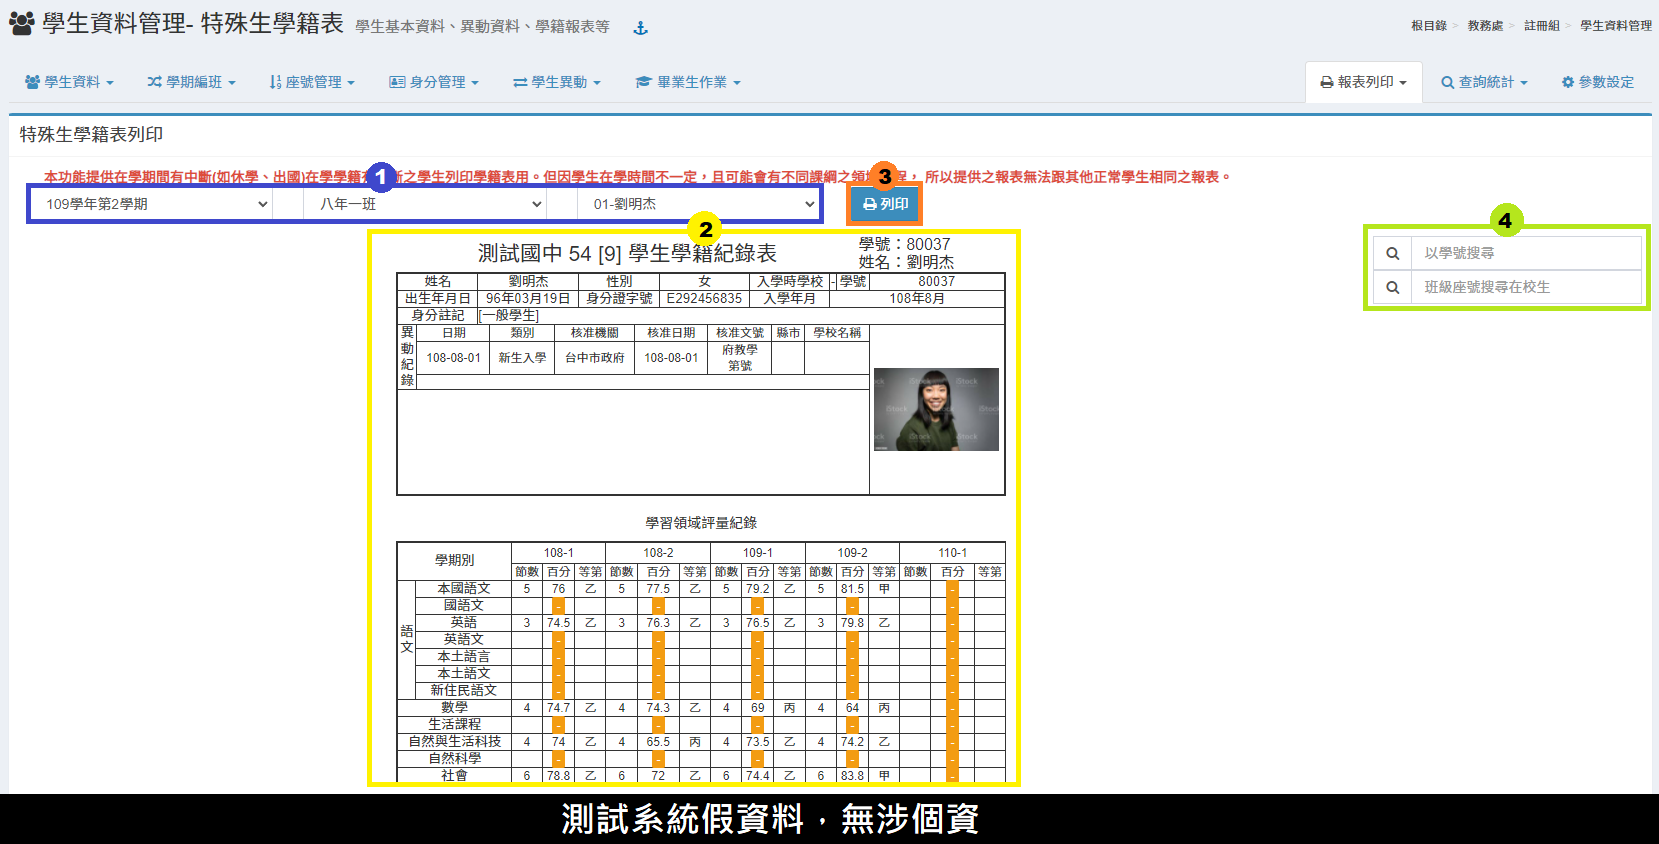 學生資料管理- 特殊生學籍表 學生基本資料、異動資料、學籍報表等
根目錄 > 教務處 > 註冊組 > 學生資料管理
學生資料 學期編班 座號管理 身分管理 學生異動 畢業生作業 報表列印 查詢統計 參數設定
特殊生學籍表列印
本功能提供在學期間有中斷(如休學、出國)在學學籍 1 斷之學生列印學籍表用。但因學生在學時間不一定，且可能會有不同課綱之領域 3 程， 所以提供之報表無法跟其他正常學生相同之報表。
109學年第2學期 八年一班 01-劉明杰 列印
2
4
以學號搜尋
班級座號搜尋在校生
測試國中 54 [9] 學生學籍紀錄表
學號：80037
姓名：劉明杰
姓名 劉明杰 性別 女 入學時學校 - 學號 80037
出生年月日 96年03月19日 身分證字號 E292456835 入學年月 108年8月
身分註記 [一般學生]
異動紀錄 日期 類別 核准機關 核准日期 核准文號 縣市 學校名稱
108-08-01 新生入學 台中市政府 108-08-01 府教學第號
iStock
學習領域評量紀錄
學期別 108-1 108-2 109-1 109-2 110-1
節數 百分 等第 節數 百分 等第 節數 百分 等第 節數 百分 等第 節數 百分 等第
語文
本國語文 5 76 乙 5 77.5 乙 5 79.2 乙 5 81.5 甲 -
國語文 - - - - -
英語 3 74.5 乙 3 76.3 乙 3 76.5 乙 3 79.8 乙 -
英語文 - - - - -
本土語言 - - - - -
本土語文 - - - - -
新住民語文 - - - - -
數學 4 74.7 乙 4 74.3 乙 4 69 丙 4 64 丙 -
生活課程 - - - - -
自然與生活科技 4 74 乙 4 65.5 丙 4 73.5 乙 4 74.2 乙 -
自然科學 - - - - -
社會 6 78.8 乙 6 72 乙 6 74.4 乙 6 83.8 甲 -
測試系統假資料，無涉個資